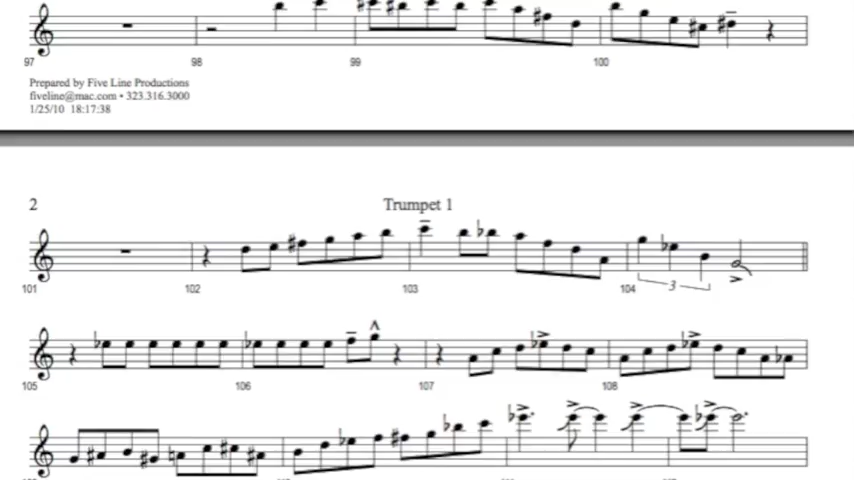 97 98 99 100
Prepared by Five Line Productions
fiveline@mac.com • 323.316.3000
1/25/10 18:17:38
2 Trumpet 1
101 102 103 104
3
105 106 107 108